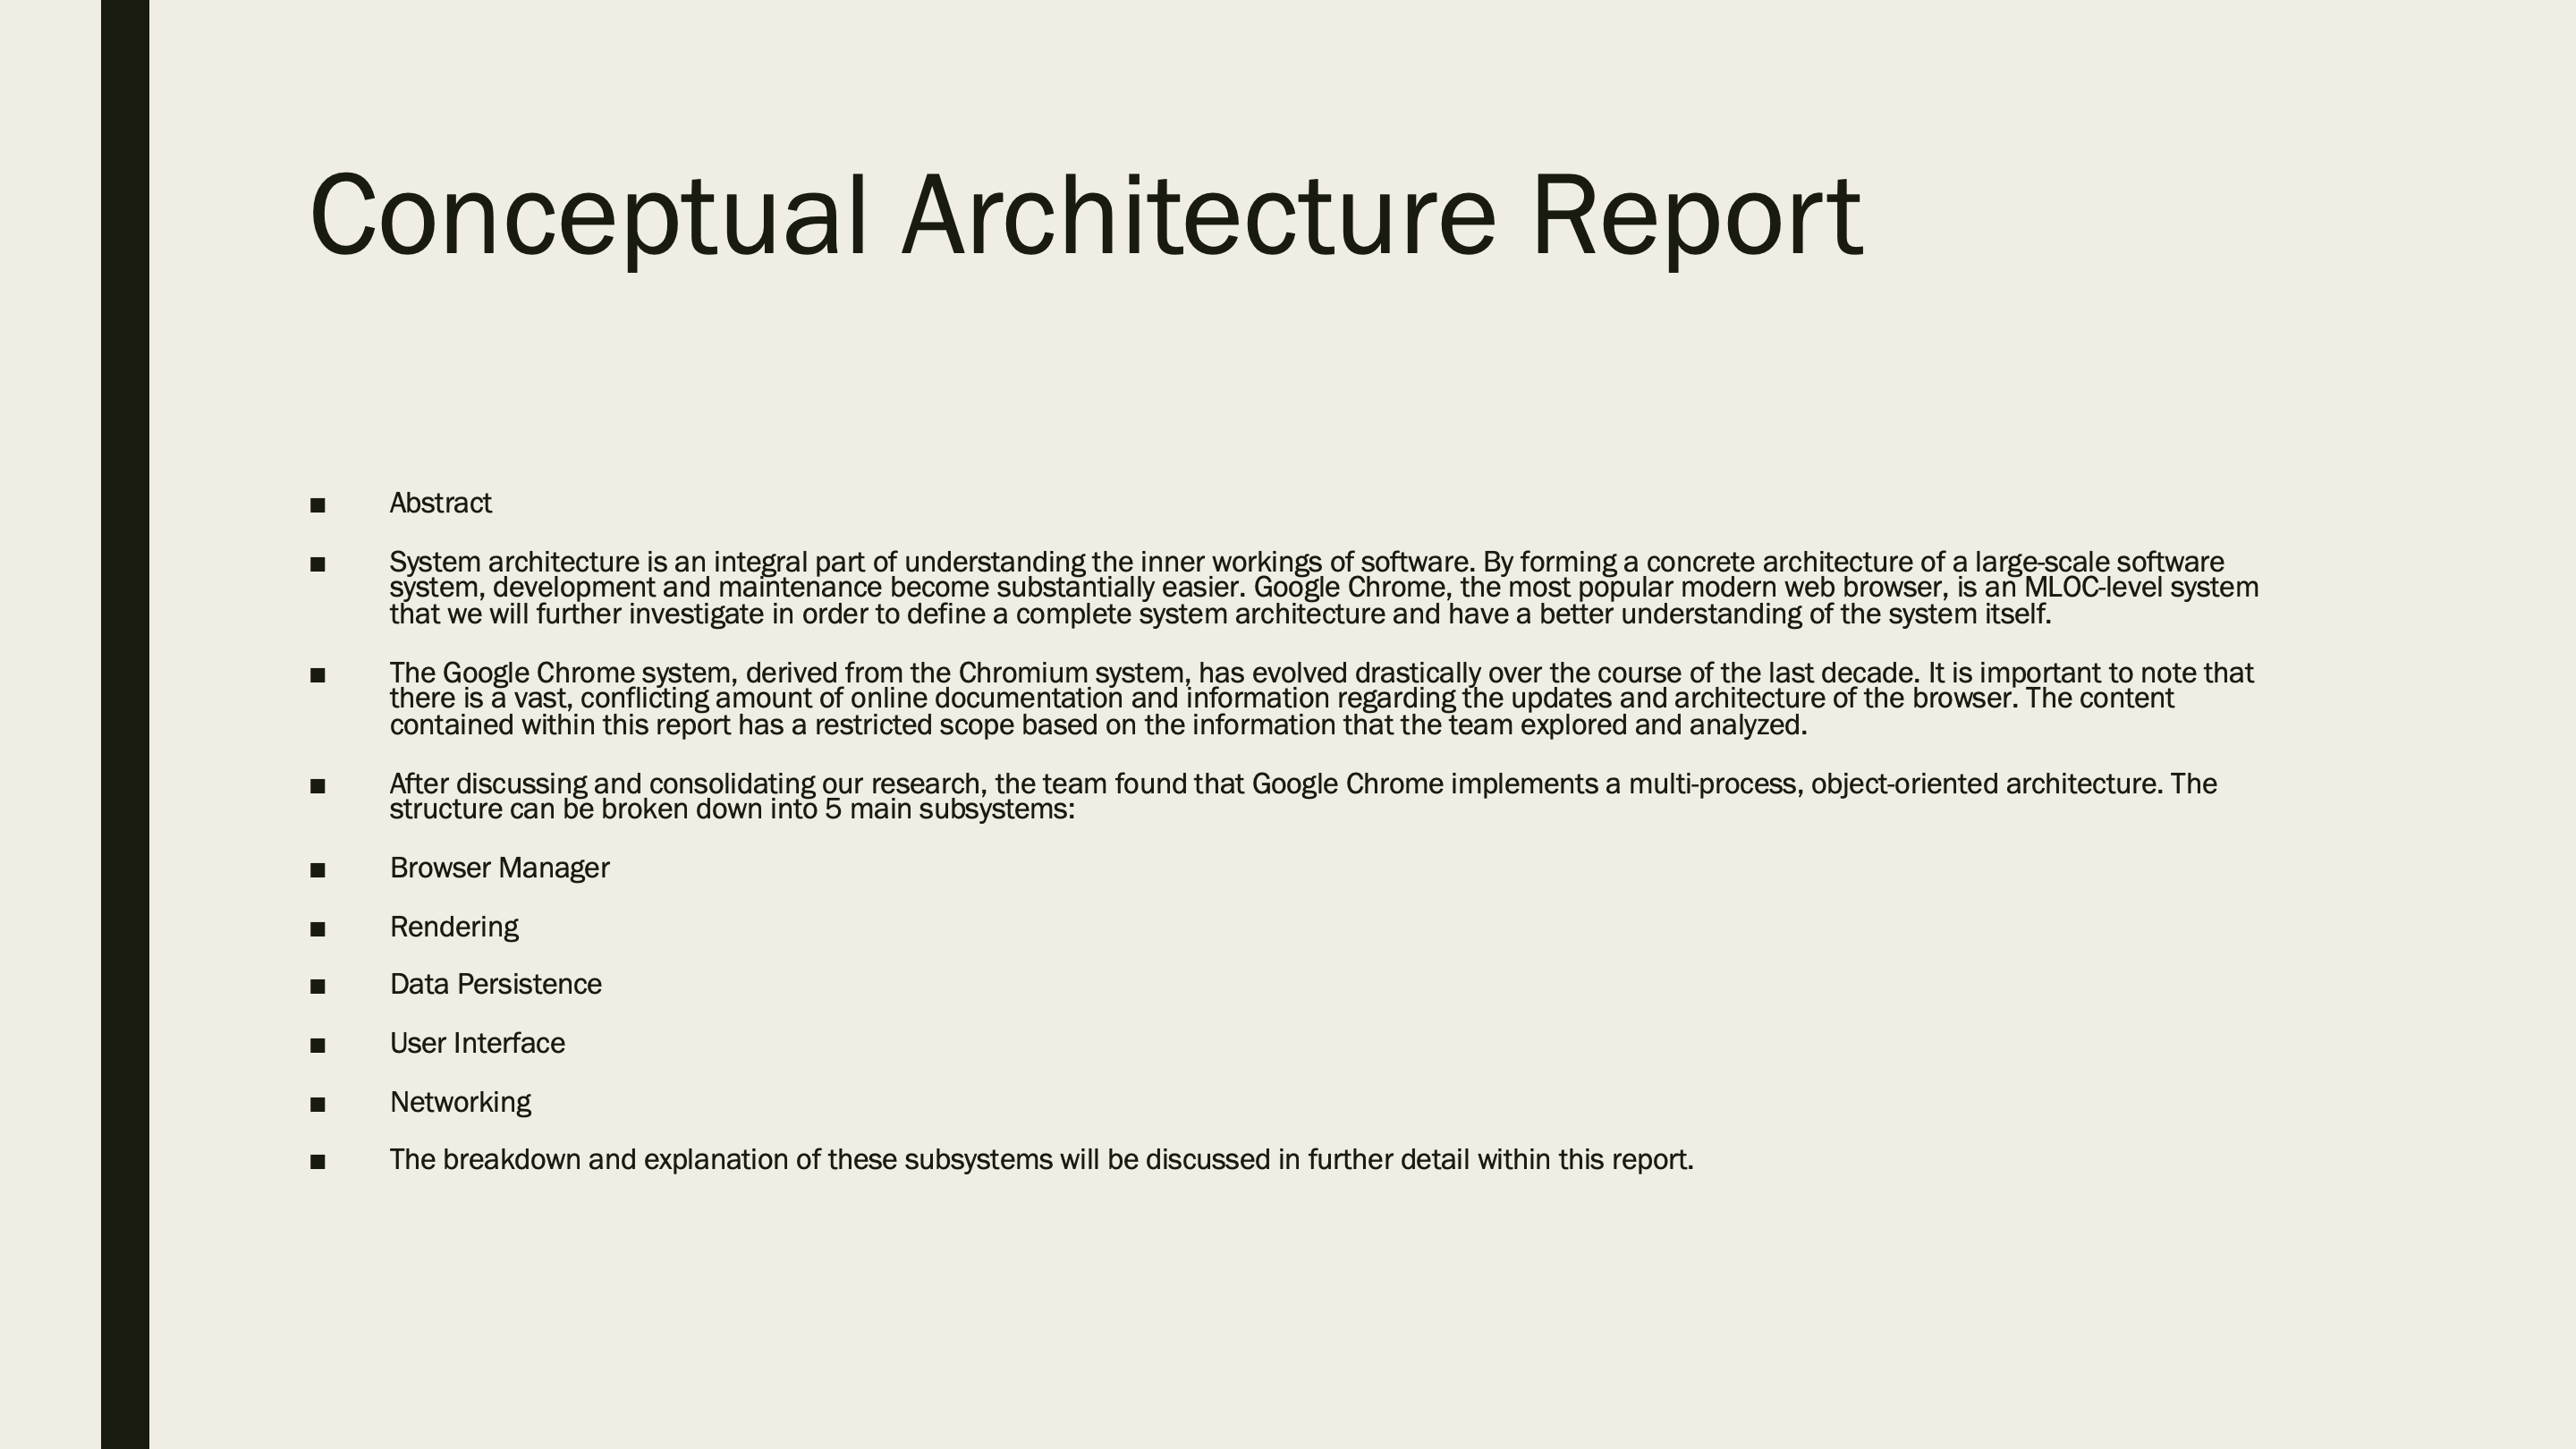 Conceptual Architecture Report
■ Abstract
■ System architecture is an integral part of understanding the inner workings of software. By forming a concrete architecture of a large-scale software
system, development and maintenance become substantially easier. Google Chrome, the most popular modern web browser, is an MLOC-level system
that we will further investigate in order to define a complete system architecture and have a better understanding of the system itself.
■ The Google Chrome system, derived from the Chromium system, has evolved drastically over the course of the last decade. It is important to note that
there is a vast, conflicting amount of online documentation and information regarding the updates and architecture of the browser. The content
contained within this report has a restricted scope based on the information that the team explored and analyzed.
■ After discussing and consolidating our research, the team found that Google Chrome implements a multi-process, object-oriented architecture. The
structure can be broken down into 5 main subsystems:
■ Browser Manager
■ Rendering
■ Data Persistence
■ User Interface
■ Networking
■ The breakdown and explanation of these subsystems will be discussed in further detail within this report.